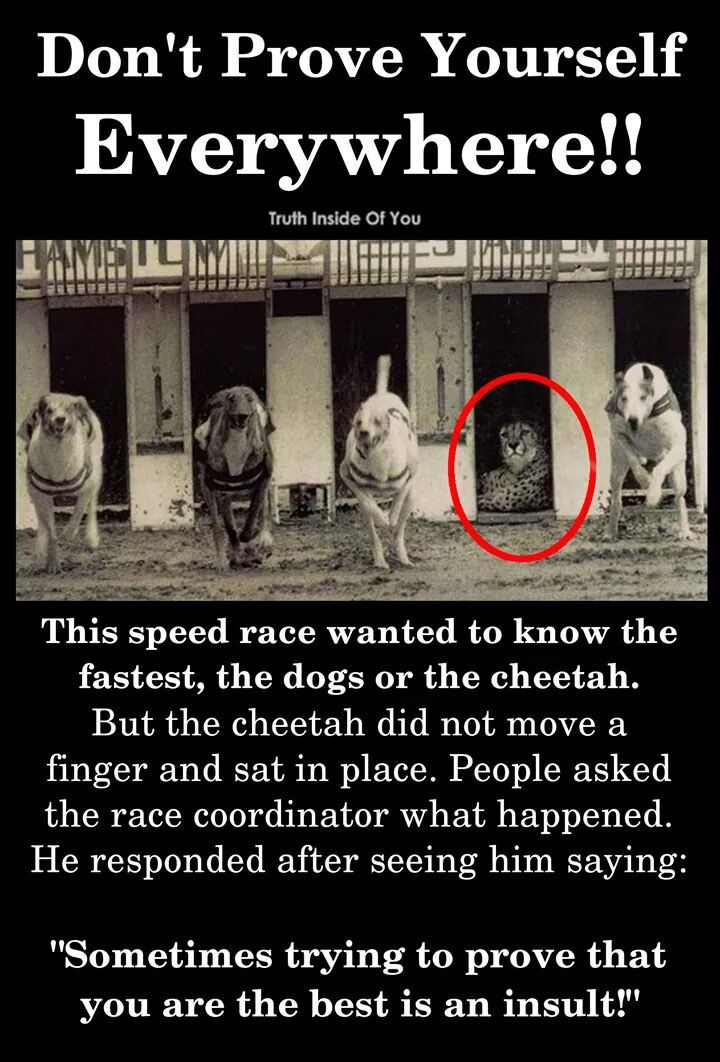 Don't Prove Yourself
Everywhere!!
Truth Inside Of You
This speed race wanted to know the
fastest, the dogs or the cheetah.
But the cheetah did not move a
finger and sat in place. People asked
the race coordinator what happened.
He responded after seeing him saying:
"Sometimes trying to prove that
you are the best is an insult!"